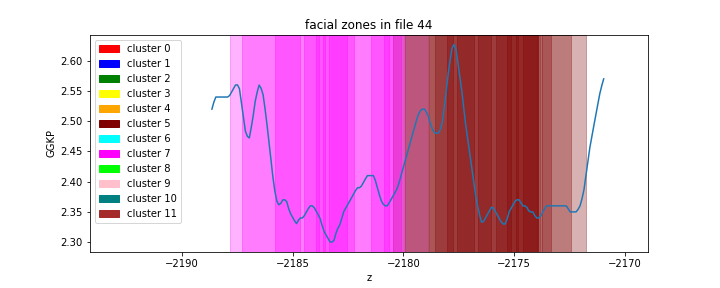 facial zones in file 44
cluster 0
cluster 1
cluster 2
cluster 3
cluster 4
cluster 5
cluster 6
cluster 7
cluster 8
cluster 9
cluster 10
cluster 11
GGKP
2.60
2.55
2.50
2.45
2.40
2.35
2.30
−2190
−2185
−2180
−2175
−2170
z